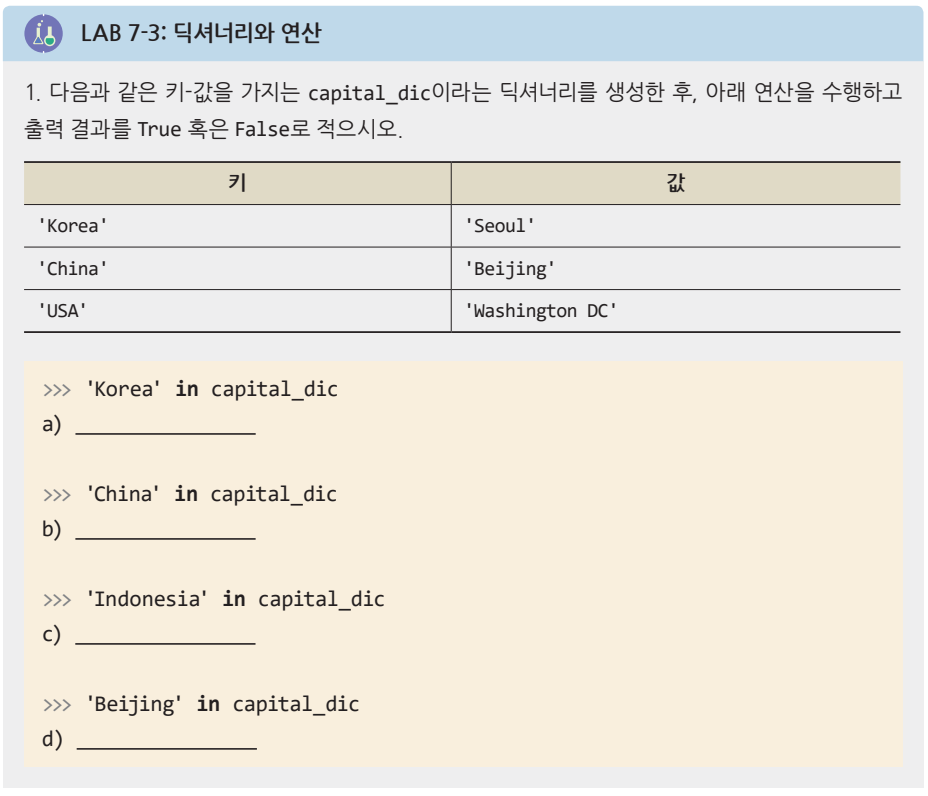 LAB 7-3: 딕셔너리와 연산
1. 다음과 같은 키-값을 가지는 capital_dic이라는 딕셔너리를 생성한 후, 아래 연산을 수행하고
출력 결과를 True 혹은 False로 적으시오.
키 값
'Korea' 'Seoul'
'China' 'Beijing'
'USA' 'Washington DC'
>>> 'Korea' in capital_dic
a) _______________
>>> 'China' in capital_dic
b) _______________
>>> 'Indonesia' in capital_dic
c) _______________
>>> 'Beijing' in capital_dic
d) _______________